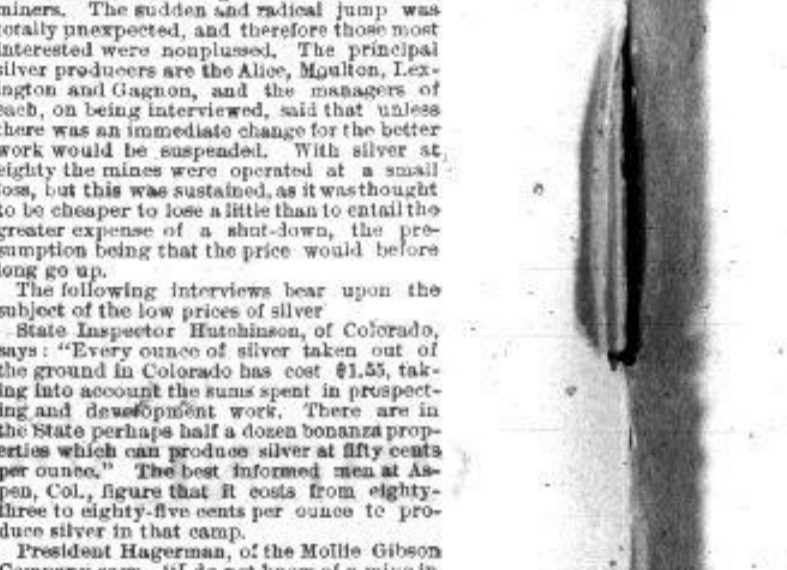 miners. The sudden and radical jump was
totally unexpected, and therefore those most
interested were nonplussed. The principal
silver producers are the Alice, Moulton, Lex-
ington and Gagnon, and the managers of
each, on being interviewed, said that unless
there was an immediate change for the better
work would be suspended. With silver at
eighty the mines were operated at a small
loss, but this was sustained, as it was thought
to be cheaper to lose a little than to entail the
greater expense of a shut-down, the pre-
sumption being that the price would before
long go up.
The following interviews bear upon the
subject of the low prices of silver
State Inspector Hutchinson, of Colorado,
says: "Every ounce of silver taken out of
the ground in Colorado has cost $1.55, tak-
ing into account the sums spent in prospect-
ing and development work. There are in
the State perhaps half a dozen bonanza prop-
erties which can produce silver at fifty cents
per ounce." The best informed men at As-
pen, Col., figure that it costs from eighty-
three to eighty-five cents per ounce to pro-
duce silver in that camp.
President Hagerman, of the Mollie Gibson
Company says, "I do not know of a mine in